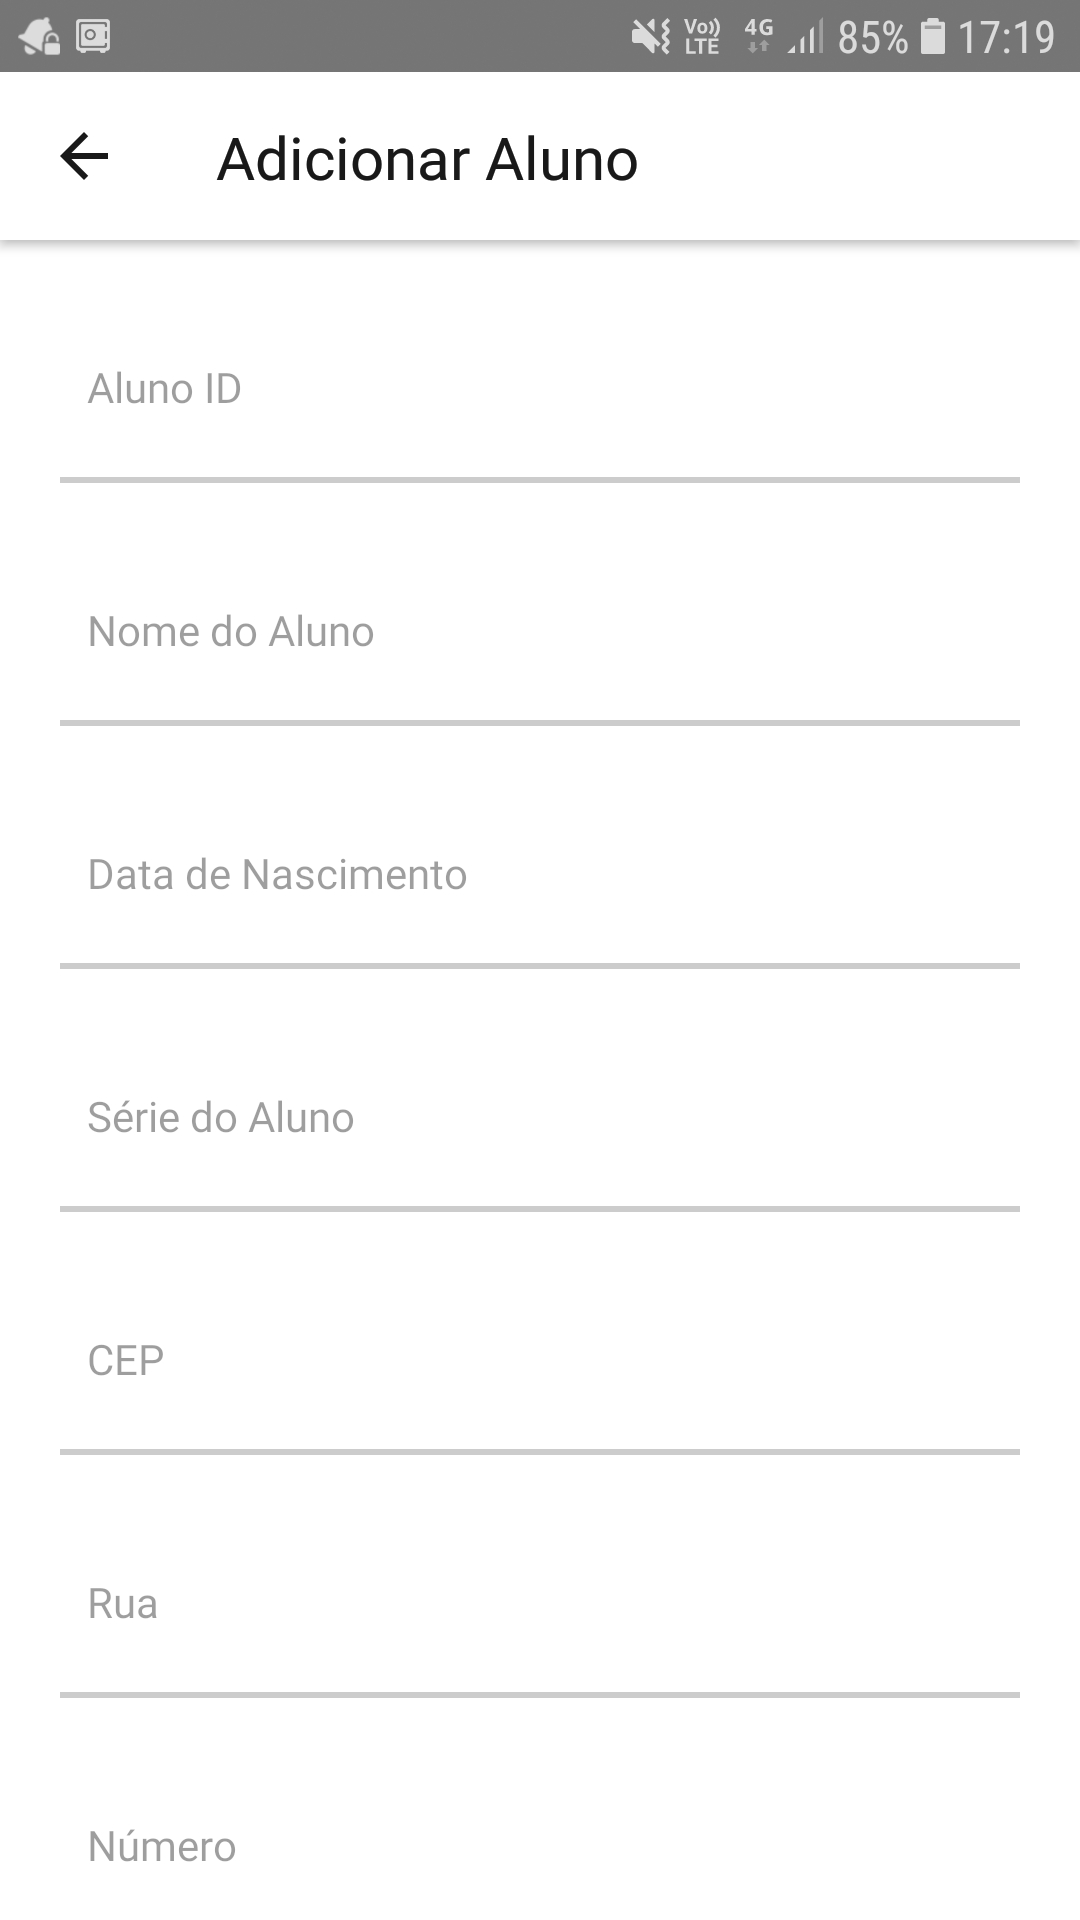 Vo)) LTE 4G 85% 17:19
Adicionar Aluno
Aluno ID
Nome do Aluno
Data de Nascimento
Série do Aluno
CEP
Rua
Número